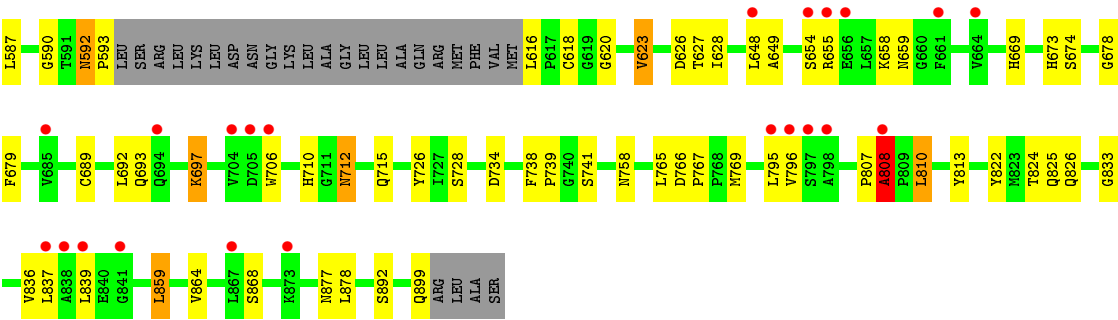 L587 G590 T591 N592 P593 LEU SER ARG LEU LEU LYS LEU ASP ASN GLY LYS LEU ALA GLY LEU LEU ALA GLN ARG MET PHE VAL MET L616 P617 C618 G619 G620 V623 D626 T627 I628 L648 A649 S654 R655 E656 L657 K658 N659 G660 F661 V664 H669 H673 S674 G678
F679 V685 C689 L692 Q693 Q694 K697 V704 D705 W706 H710 G711 N712 Q715 Y726 I727 S728 D734 F738 P739 G740 S741 N758 L765 D766 P767 P768 M769 L795 V796 S797 A798 P807 A808 P809 L810 Y813 Y822 M823 T824 Q825 Q826 G833
V836 L837 A838 L839 E840 G841 L859 V864 L867 S868 K873 N877 L878 S892 Q899 ARG LEU ALA SER